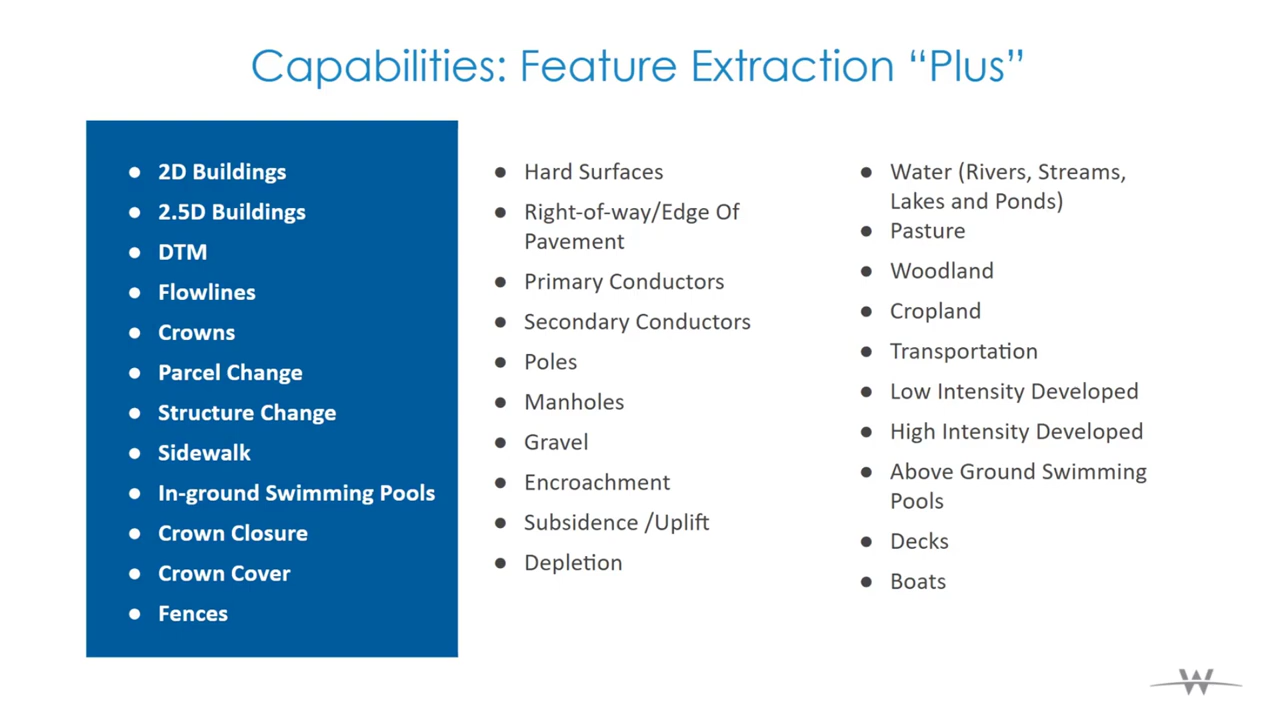 Capabilities: Feature Extraction “Plus”
2D Buildings
2.5D Buildings
DTM
Flowlines
Crowns
Parcel Change
Structure Change
Sidewalk
In-ground Swimming Pools
Crown Closure
Crown Cover
Fences
Hard Surfaces
Right-of-way/Edge Of
Pavement
Primary Conductors
Secondary Conductors
Poles
Manholes
Gravel
Encroachment
Subsidence /Uplift
Depletion
Water (Rivers, Streams,
Lakes and Ponds)
Pasture
Woodland
Cropland
Transportation
Low Intensity Developed
High Intensity Developed
Above Ground Swimming
Pools
Decks
Boats
W